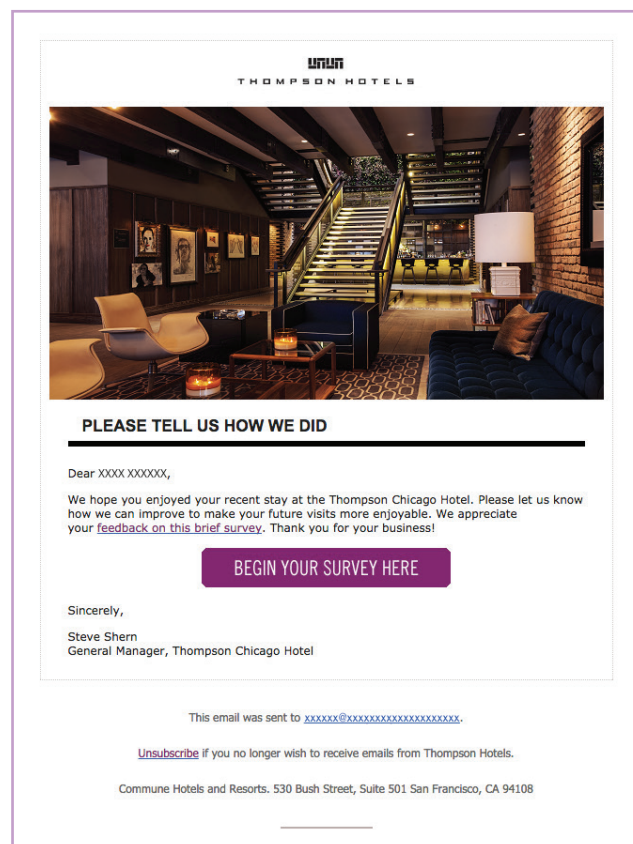 THOMPSON HOTELS
PLEASE TELL US HOW WE DID
Dear XXXX XXXXXX,
We hope you enjoyed your recent stay at the Thompson Chicago Hotel. Please let us know
how we can improve to make your future visits more enjoyable. We appreciate
your feedback on this brief survey. Thank you for your business!
BEGIN YOUR SURVEY HERE
Sincerely,
Steve Shern
General Manager, Thompson Chicago Hotel
This email was sent to xxxxxx@xxxxxxxxxxxxxxxxxxxxx.
Unsubscribe if you no longer wish to receive emails from Thompson Hotels.
Commune Hotels and Resorts. 530 Bush Street, Suite 501 San Francisco, CA 94108